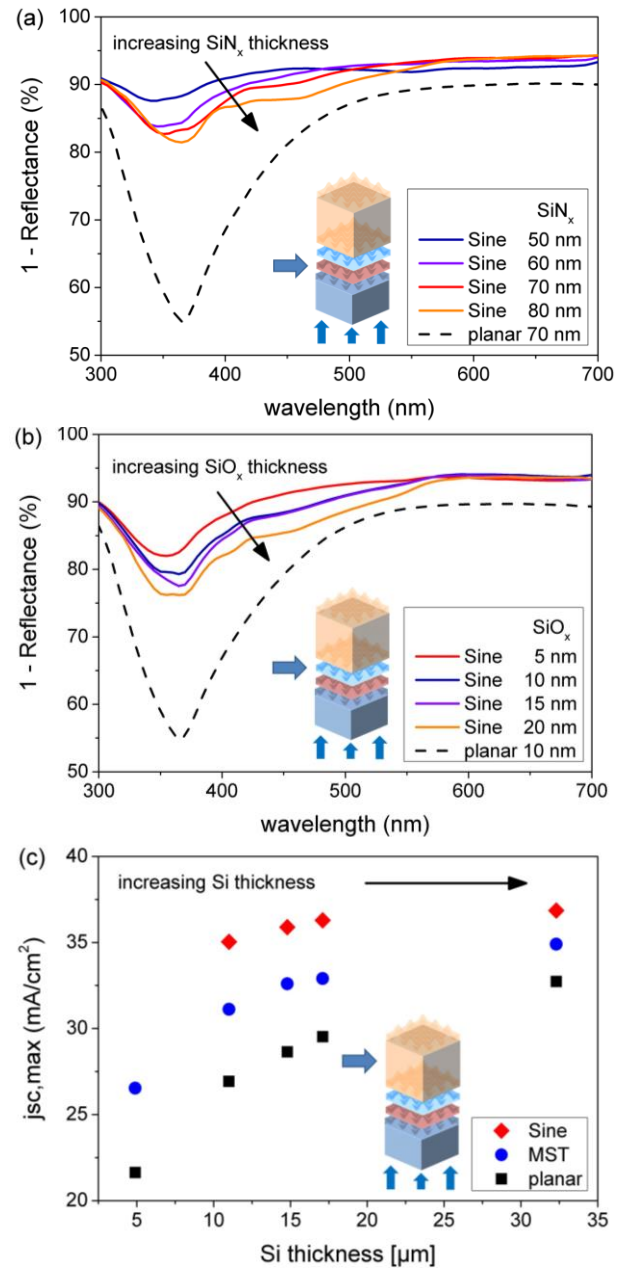 (a)
100
90
80
70
60
50
1 - Reflectance (%)
increasing SiNₓ thickness
SiNₓ
Sine 50 nm
Sine 60 nm
Sine 70 nm
Sine 80 nm
planar 70 nm
300 400 500 600 700
wavelength (nm)
(b)
100
90
80
70
60
50
1 - Reflectance (%)
increasing SiOₓ thickness
SiOₓ
Sine 5 nm
Sine 10 nm
Sine 15 nm
Sine 20 nm
planar 10 nm
300 400 500 600 700
wavelength (nm)
(c)
40
35
30
25
20
jsc,max (mA/cm²)
increasing Si thickness
Sine
MST
planar
5 10 15 20 25 30 35
Si thickness [µm]